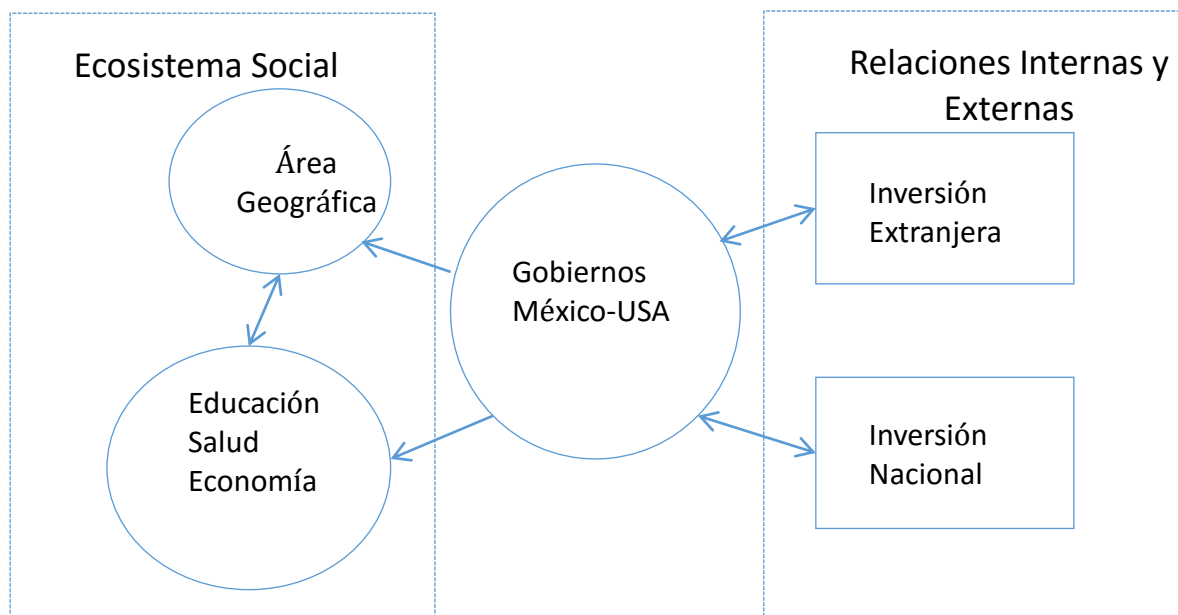 Ecosistema Social
Área
Geográfica
Educación
Salud
Economía
Gobiernos
México-USA
Relaciones Internas y
Externas
Inversión
Extranjera
Inversión
Nacional